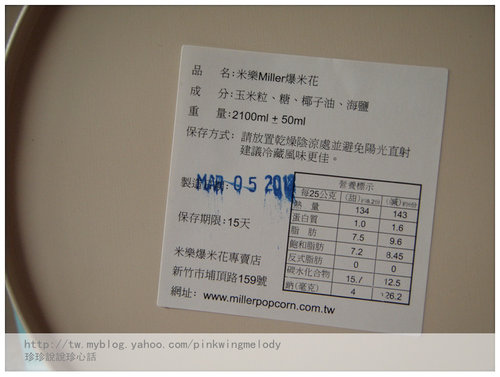 品 名:米樂Miller爆米花
成 分:玉米粒、糖、椰子油、海鹽
重 量:2100ml ± 50ml
保存方式: 請放置乾燥陰涼處並避免陽光直射
建議冷藏風味更佳。
製造 MAR 05
保存期限:15天
米樂爆米花專賣店
新竹市埔頂路159號
網址: www.millerpopcorn.com.tw
營養標示
每25公克 (甜) (鹹)
熱 量 134 143
蛋白質 1.0 1.6
脂 肪 7.5 9.6
飽和脂肪 7.2 8.45
反式脂肪 0 0
碳水化合物 15.7 12.5
鈉(毫克) 4 126.2
http://tw.myblog.yahoo.com/pinkwingmelody
珍珍說說珍心話